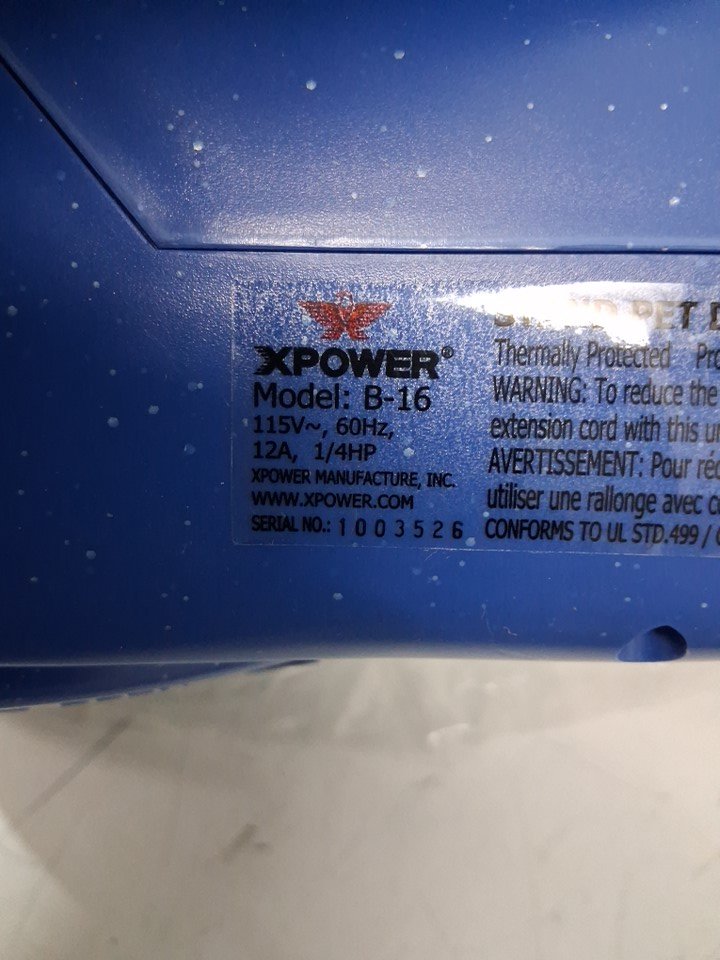 XPOWER®
Model: B-16
115V~, 60Hz,
12A, 1/4HP
XPOWER MANUFACTURE, INC.
WWW.XPOWER.COM
SERIAL NO.: 1003526
PET
Thermally Protected
WARNING: To reduce the
extension cord with this
AVERTISSEMENT: Pour
utiliser une rallonge avec
CONFORMS TO UL STD.499 /